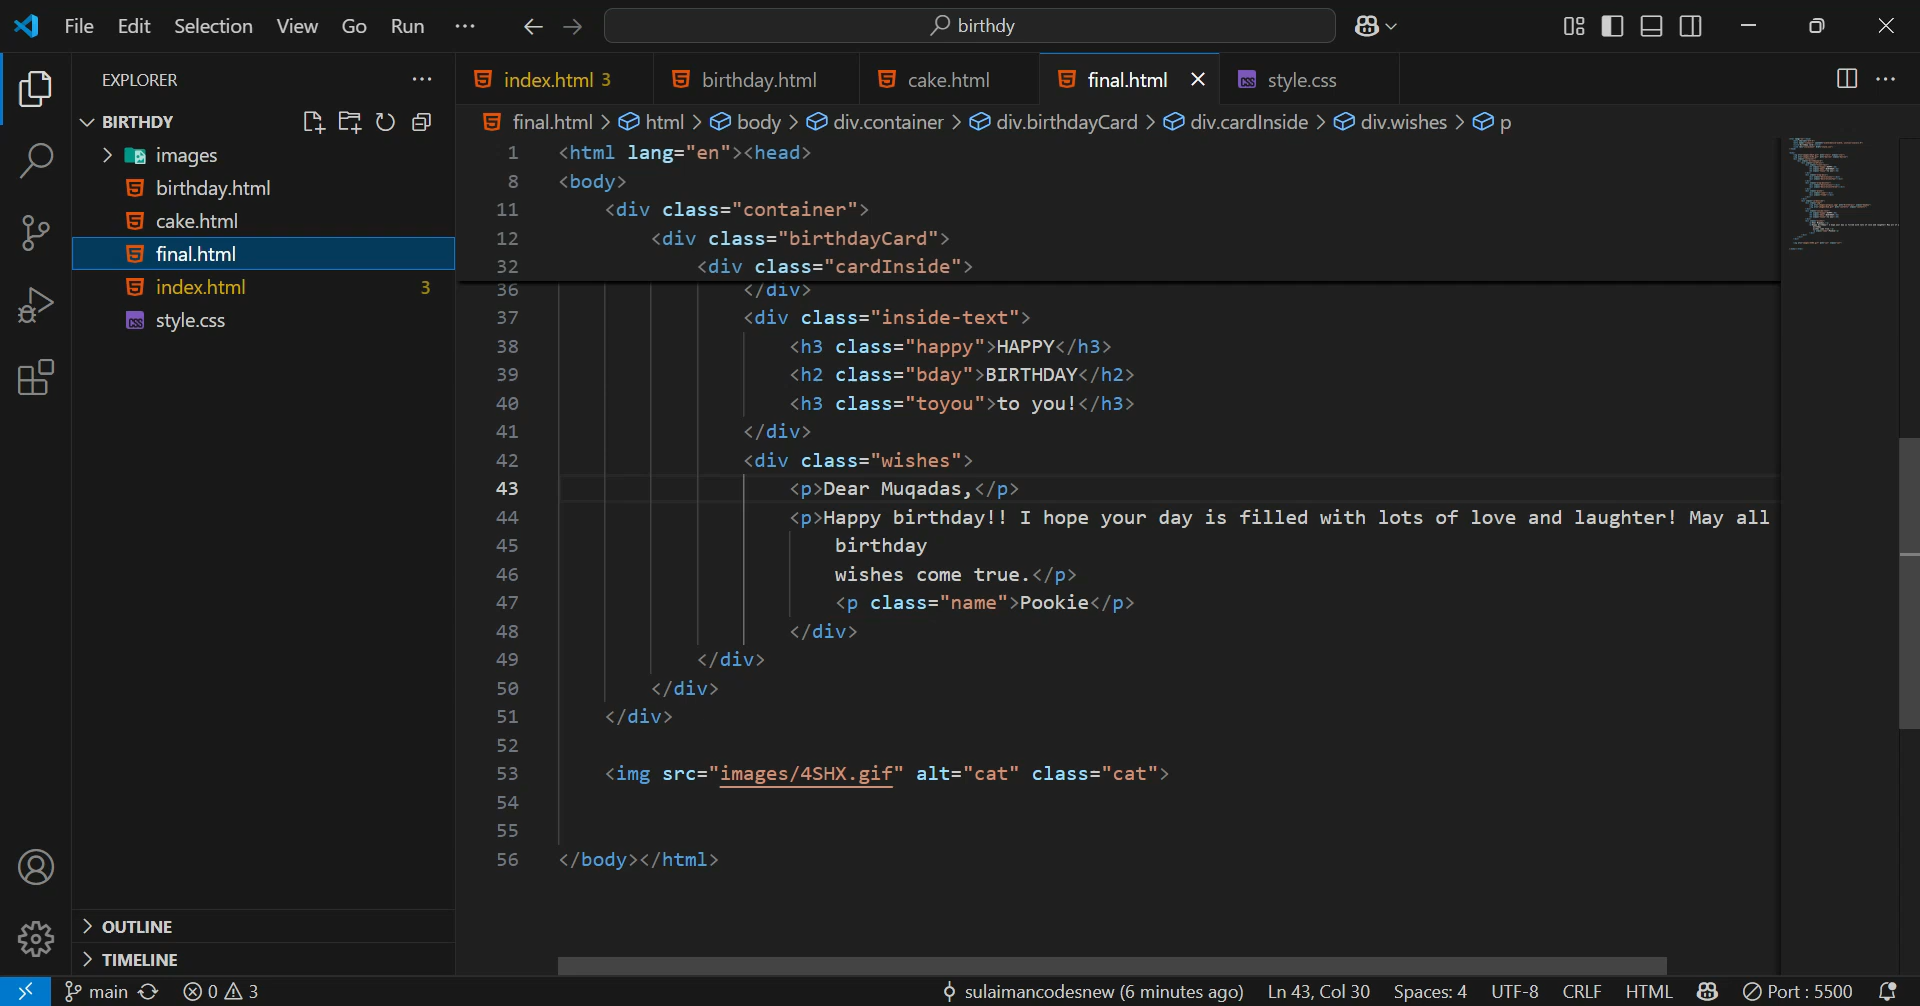 File Edit Selection View Go Run ··· birthdy
EXPLORER
BIRTHDY
images
birthday.html
cake.html
final.html
index.html 3
style.css
OUTLINE
TIMELINE
index.html 3 birthday.html cake.html final.html style.css
final.html > html > body > div.container > div.birthdayCard > div.cardInside > div.wishes > p
1 <html lang="en"><head>
8 <body>
11 <div class="container">
12 <div class="birthdayCard">
32 <div class="cardInside">
36 </div>
37 <div class="inside-text">
38 <h3 class="happy">HAPPY</h3>
39 <h2 class="bday">BIRTHDAY</h2>
40 <h3 class="toyou">to you!</h3>
41 </div>
42 <div class="wishes">
43 <p>Dear Muqadas,</p>
44 <p>Happy birthday!! I hope your day is filled with lots of love and laughter! May all
45 birthday
46 wishes come true.</p>
47 <p class="name">Pookie</p>
48 </div>
49 </div>
50 </div>
51 </div>
52
53 <img src="images/4SHX.gif" alt="cat" class="cat">
54
55
56 </body></html>
main 0 3 sulaimancodesnew (6 minutes ago) Ln 43, Col 30 Spaces: 4 UTF-8 CRLF HTML Port : 5500